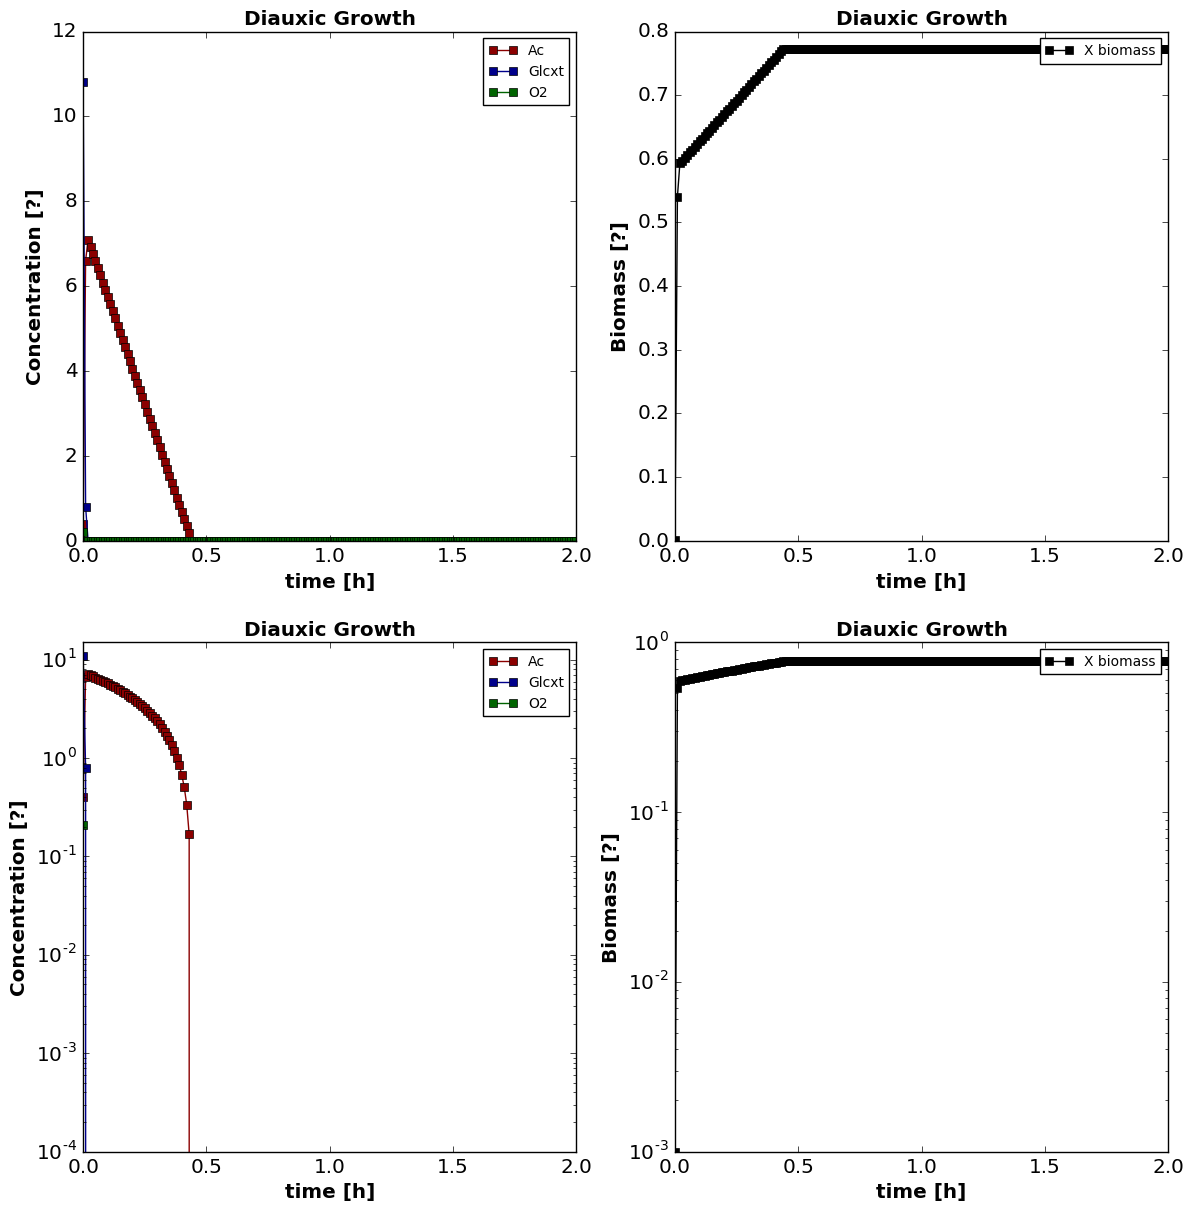 Diauxic Growth
12
10
8
6
4
2
0
Concentration [?]
Ac
Glcxt
O2
0.0 0.5 1.0 1.5 2.0
time [h]
Diauxic Growth
0.8
0.7
0.6
0.5
0.4
0.3
0.2
0.1
0.0
Biomass [?]
X biomass
0.0 0.5 1.0 1.5 2.0
time [h]
Diauxic Growth
10^1
10^0
10^-1
10^-2
10^-3
10^-4
Concentration [?]
Ac
Glcxt
O2
0.0 0.5 1.0 1.5 2.0
time [h]
Diauxic Growth
10^0
10^-1
10^-2
10^-3
Biomass [?]
X biomass
0.0 0.5 1.0 1.5 2.0
time [h]